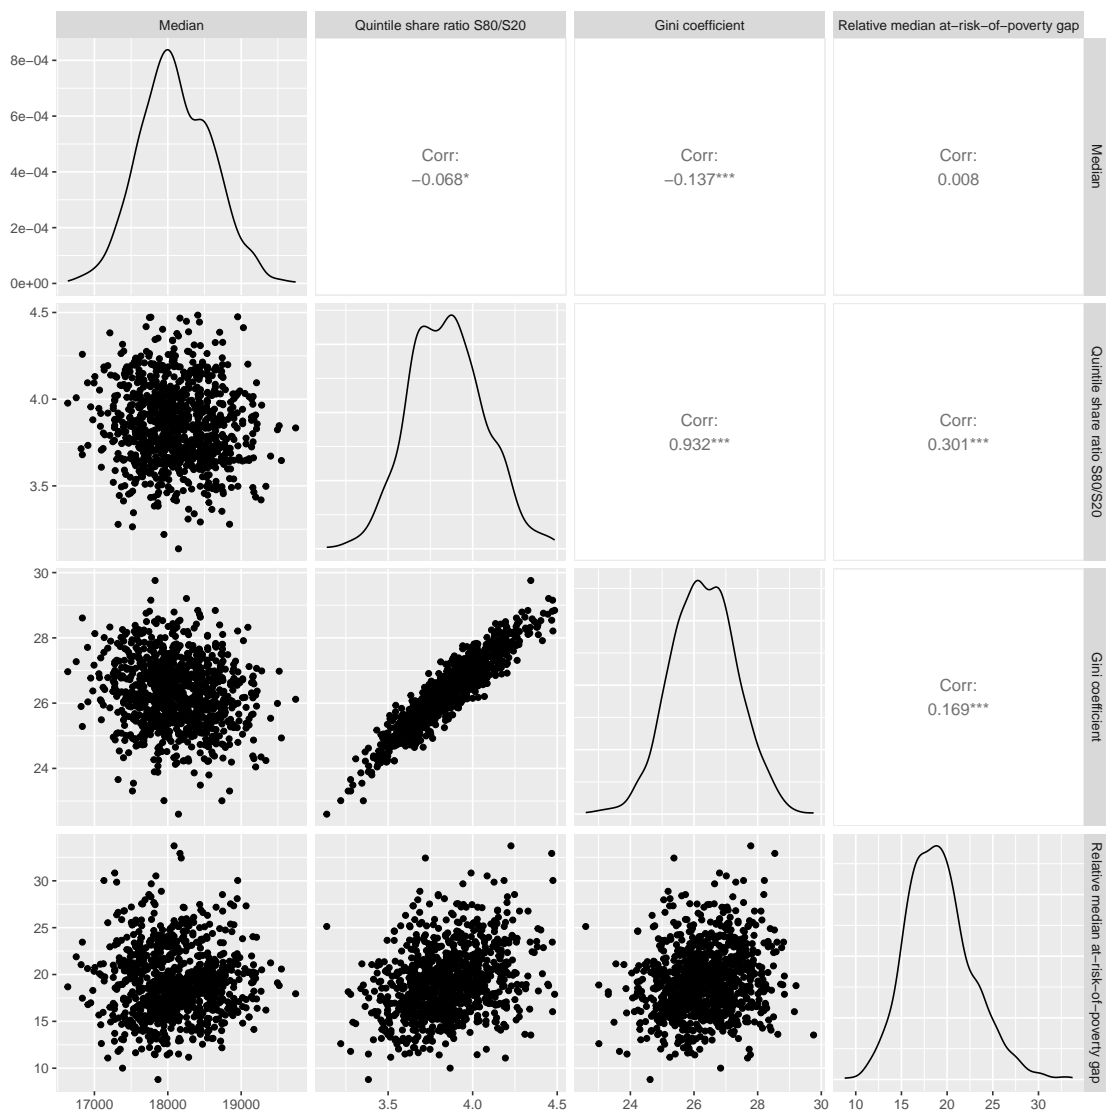 Median
Quintile share ratio S80/S20
Gini coefficient
Relative median at−risk−of−poverty gap
8e−04
6e−04
4e−04
2e−04
0e+00
Corr:
−0.068*
Corr:
−0.137***
Corr:
0.008
Median
4.5
4.0
3.5
Corr:
0.932***
Corr:
0.301***
Quintile share ratio S80/S20
30
28
26
24
Corr:
0.169***
Gini coefficient
30
25
20
15
10
Relative median at−risk−of−poverty gap
17000 18000 19000
3.5 4.0 4.5
24 26 28 30
10 15 20 25 30